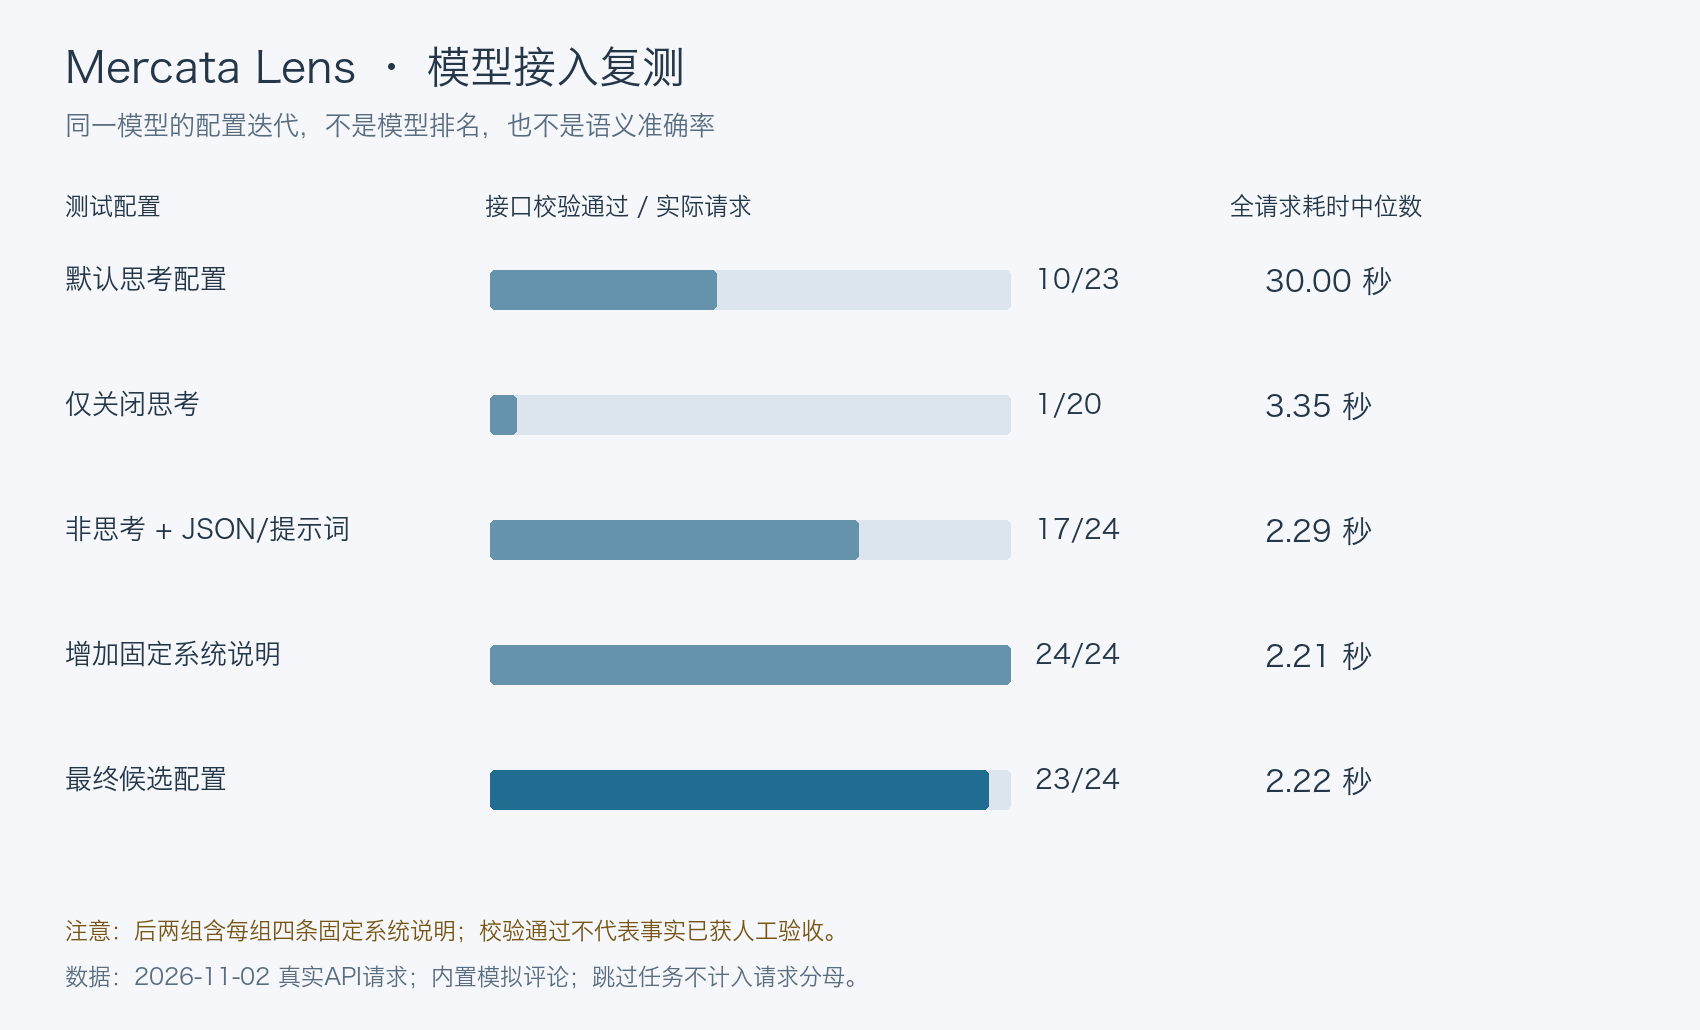 Mercata Lens · 模型接入复测
同一模型的配置迭代，不是模型排名，也不是语义准确率
测试配置 接口校验通过 / 实际请求 全请求耗时中位数
默认思考配置 10/23 30.00 秒
仅关闭思考 1/20 3.35 秒
非思考 + JSON/提示词 17/24 2.29 秒
增加固定系统说明 24/24 2.21 秒
最终候选配置 23/24 2.22 秒
注意：后两组含每组四条固定系统说明；校验通过不代表事实已获人工验收。
数据：2026-11-02 真实API请求；内置模拟评论；跳过任务不计入请求分母。